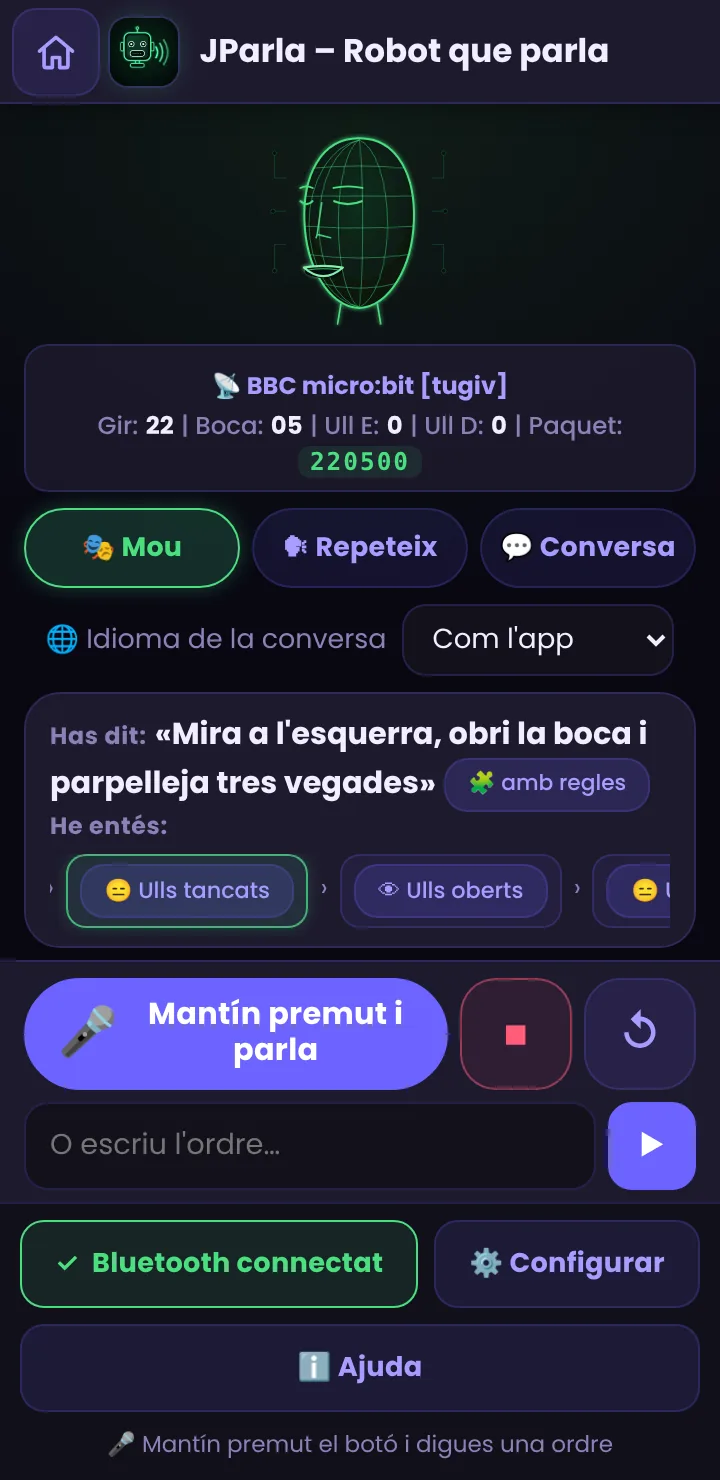 JParla – Robot que parla
📡 BBC micro:bit [tugiv]
Gir: 22 | Boca: 05 | Ull E: 0 | Ull D: 0 | Paquet:
220500
🎭 Mou
🗣 Repeteix
💬 Conversa
🌐 Idioma de la conversa
Com l'app
Has dit: «Mira a l'esquerra, obri la boca i
parpelleja tres vegades» 🧩 amb regles
He entés:
› 😑 Ulls tancats › 👁 Ulls oberts › 😑
🎤 Mantín premut i
parla
O escriu l'ordre...
✓ Bluetooth connectat
⚙️ Configurar
ℹ️ Ajuda
🎤 Mantín premut el botó i digues una ordre